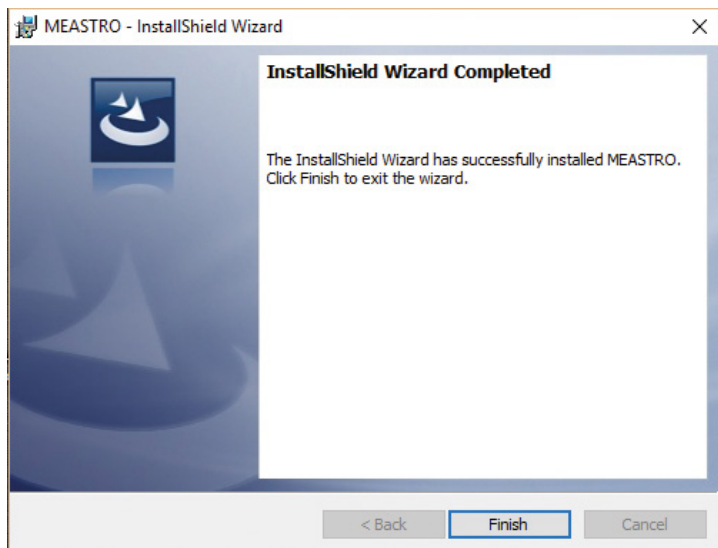 MEASTRO - InstallShield Wizard
InstallShield Wizard Completed
The InstallShield Wizard has successfully installed MEASTRO.
Click Finish to exit the wizard.
< Back
Finish
Cancel